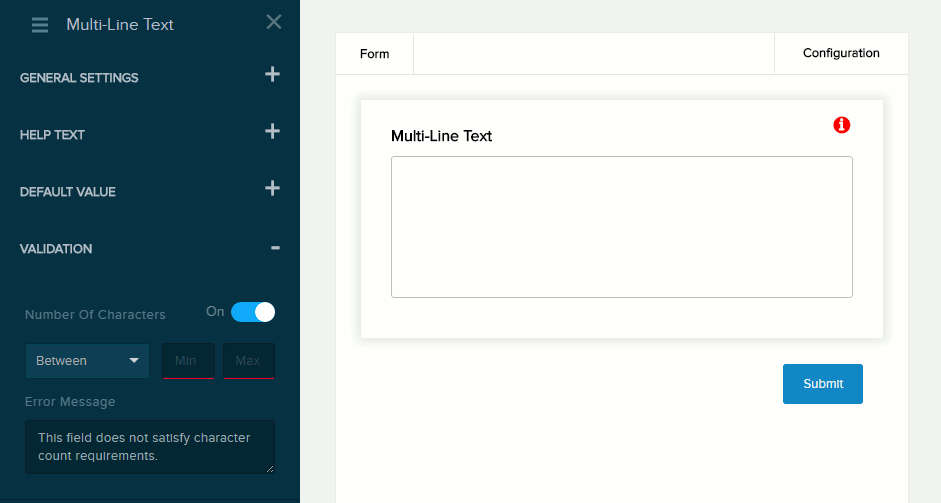 Multi-Line Text
GENERAL SETTINGS
HELP TEXT
DEFAULT VALUE
VALIDATION
Number Of Characters On
Between Min Max
Error Message
This field does not satisfy character
count requirements.
Form Configuration
Multi-Line Text
Submit